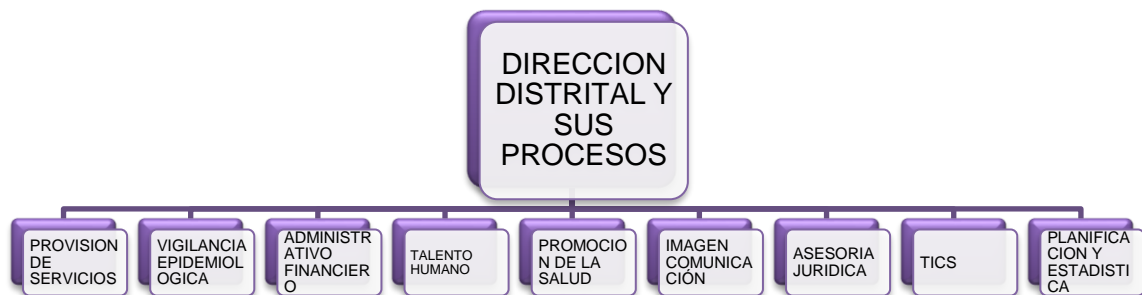 DIRECCION
DISTRITAL Y
SUS
PROCESOS
PROVISION
DE
SERVICIOS
VIGILANCIA
EPIDEMIOL
OGICA
ADMINISTR
ATIVO
FINANCIER
O
TALENTO
HUMANO
PROMOCIO
N DE LA
SALUD
IMAGEN
COMUNICA
CIÓN
ASESORIA
JURIDICA
TICS
PLANIFICA
CION Y
ESTADISTI
CA